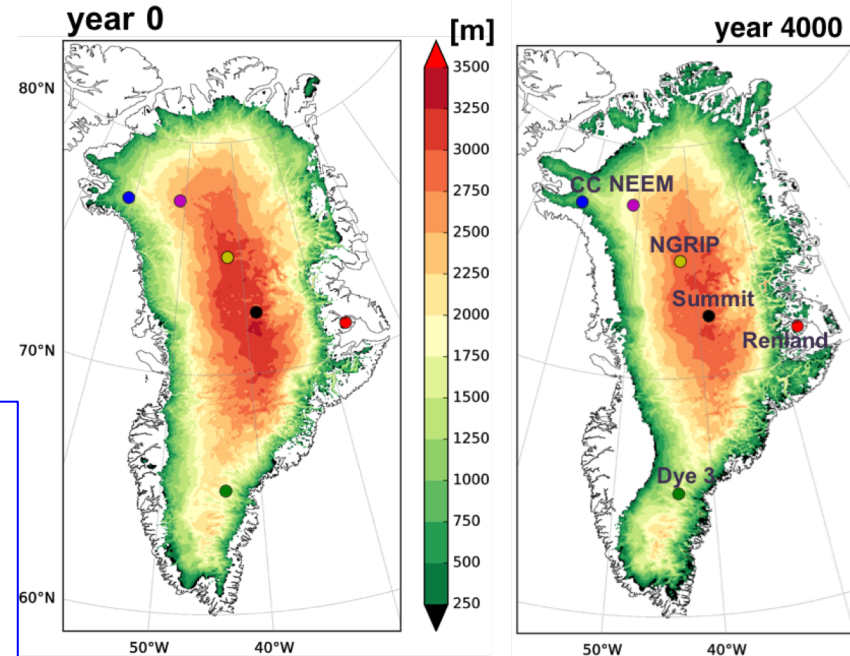 year 0
[m]
year 4000
80°N
70°N
60°N
50°W
40°W
3500
3250
3000
2750
2500
2250
2000
1750
1500
1250
1000
750
500
250
CC NEEM
NGRIP
Summit
Renland
Dye 3
50°W
40°W